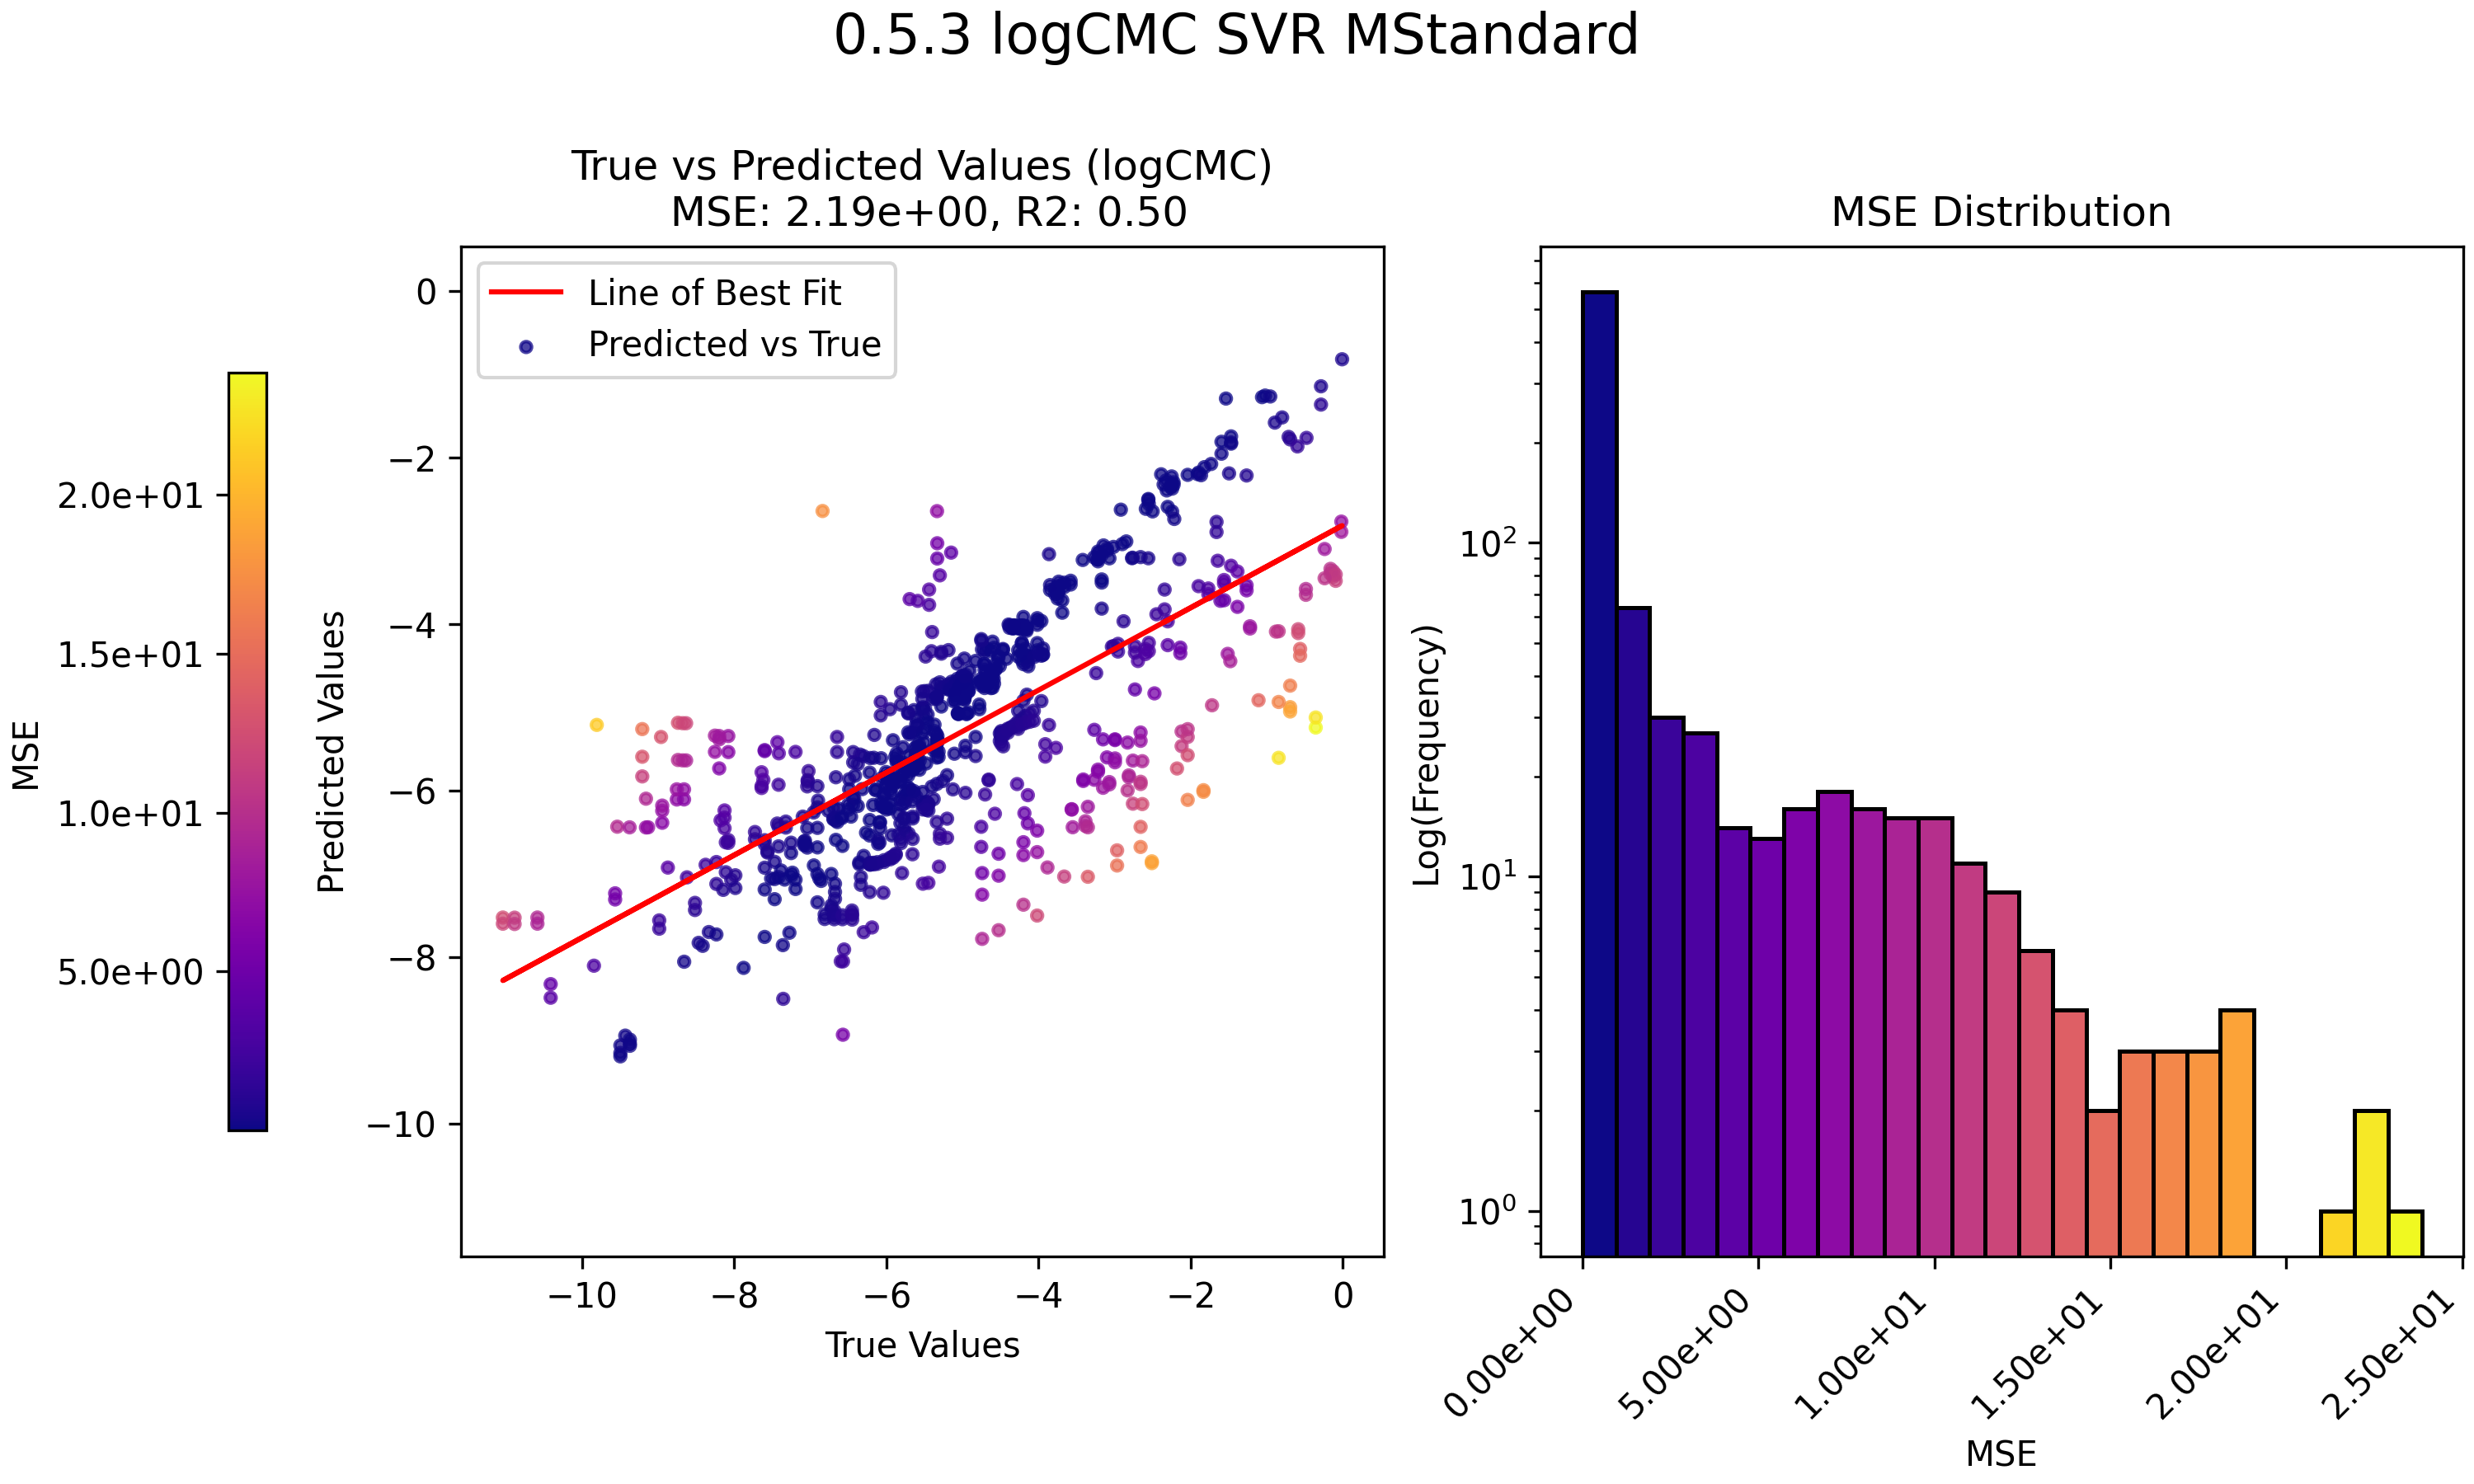 0.5.3 logCMC SVR MStandard
MSE
2.0e+01
1.5e+01
1.0e+01
5.0e+00
True vs Predicted Values (logCMC)
MSE: 2.19e+00, R2: 0.50
Line of Best Fit
Predicted vs True
Predicted Values
0
−2
−4
−6
−8
−10
−10 −8 −6 −4 −2 0
True Values
MSE Distribution
Log(Frequency)
10²
10¹
10⁰
0.00e+00 5.00e+00 1.00e+01 1.50e+01 2.00e+01 2.50e+01
MSE